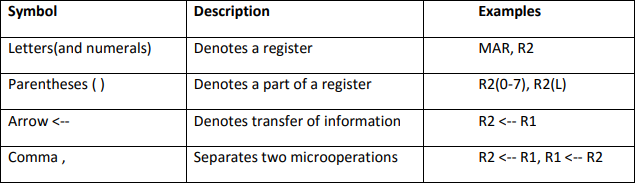 Symbol Description Examples
Letters(and numerals) Denotes a register MAR, R2
Parentheses ( ) Denotes a part of a register R2(0-7), R2(L)
Arrow <-- Denotes transfer of information R2 <-- R1
Comma , Separates two microoperations R2 <-- R1, R1 <-- R2